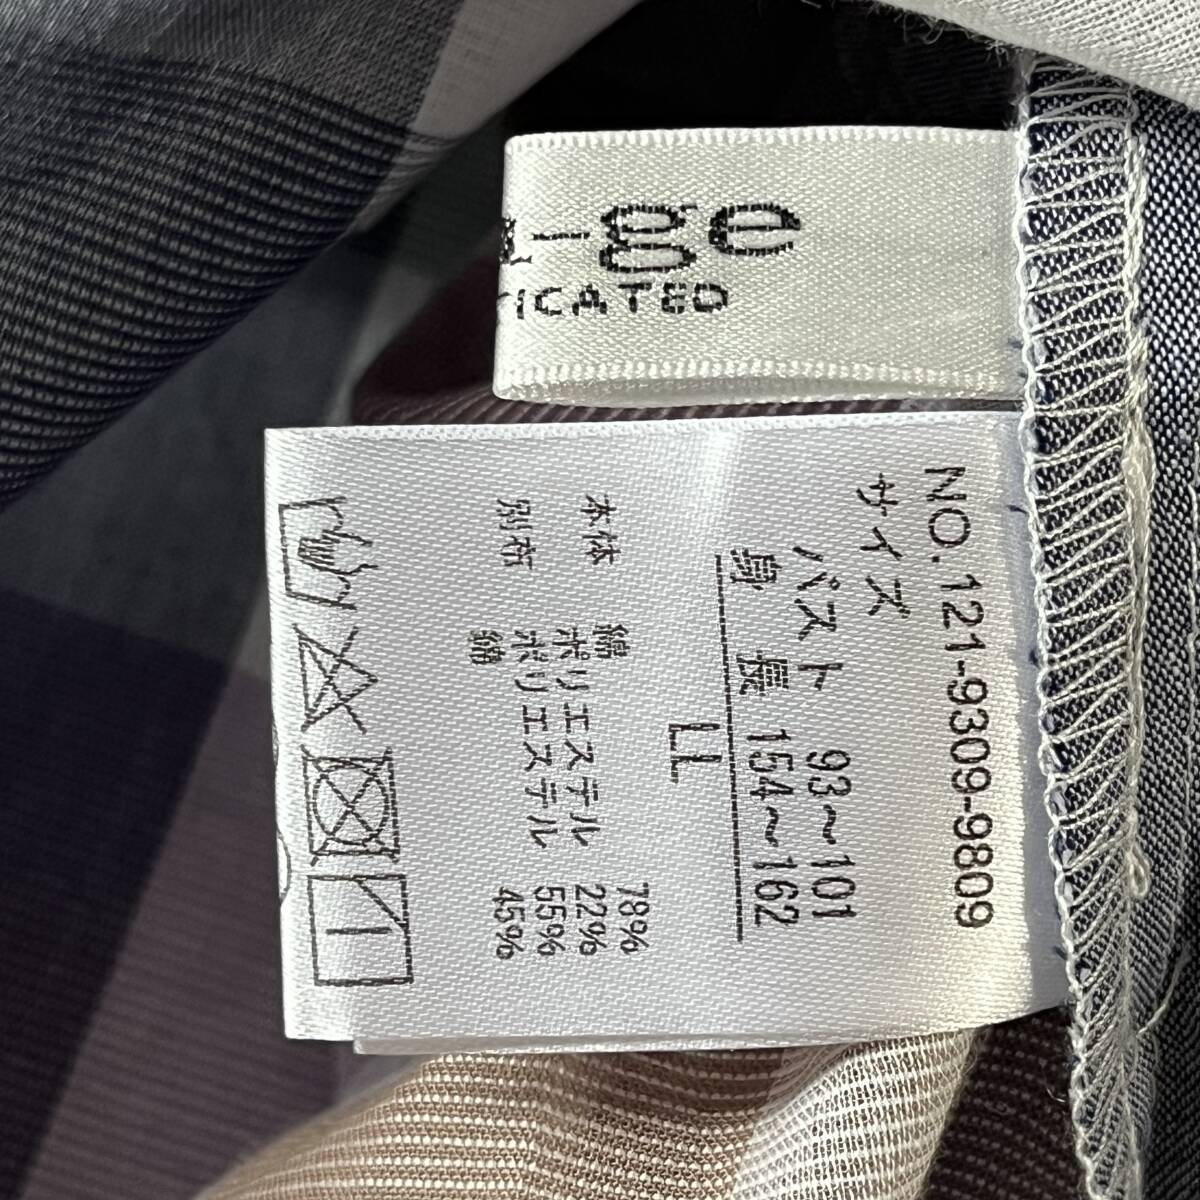 ge
CATED
NO.121-9309-9809
サイズ
バスト 93～101
身 長 154～162
LL
本体 綿 78%
ポリエステル 22%
別布 ポリエステル 55%
綿 45%